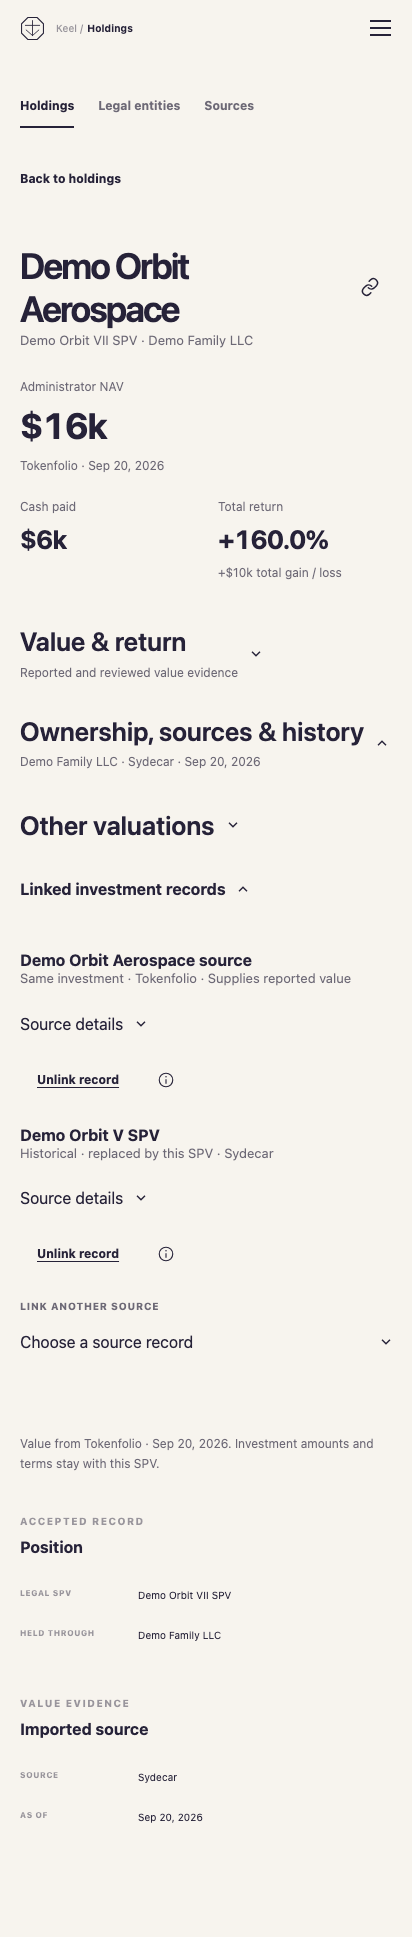 Keel / Holdings
Holdings Legal entities Sources
Back to holdings
Demo Orbit
Aerospace
Demo Orbit VII SPV · Demo Family LLC
Administrator NAV
$16k
Tokenfolio · Sep 20, 2026
Cash paid Total return
$6k +160.0%
+$10k total gain / loss
Value & return
Reported and reviewed value evidence
Ownership, sources & history
Demo Family LLC · Sydecar · Sep 20, 2026
Other valuations
Linked investment records
Demo Orbit Aerospace source
Same investment · Tokenfolio · Supplies reported value
Source details
Unlink record
Demo Orbit V SPV
Historical · replaced by this SPV · Sydecar
Source details
Unlink record
LINK ANOTHER SOURCE
Choose a source record
Value from Tokenfolio · Sep 20, 2026. Investment amounts and
terms stay with this SPV.
ACCEPTED RECORD
Position
LEGAL SPV Demo Orbit VII SPV
HELD THROUGH Demo Family LLC
VALUE EVIDENCE
Imported source
SOURCE Sydecar
AS OF Sep 20, 2026